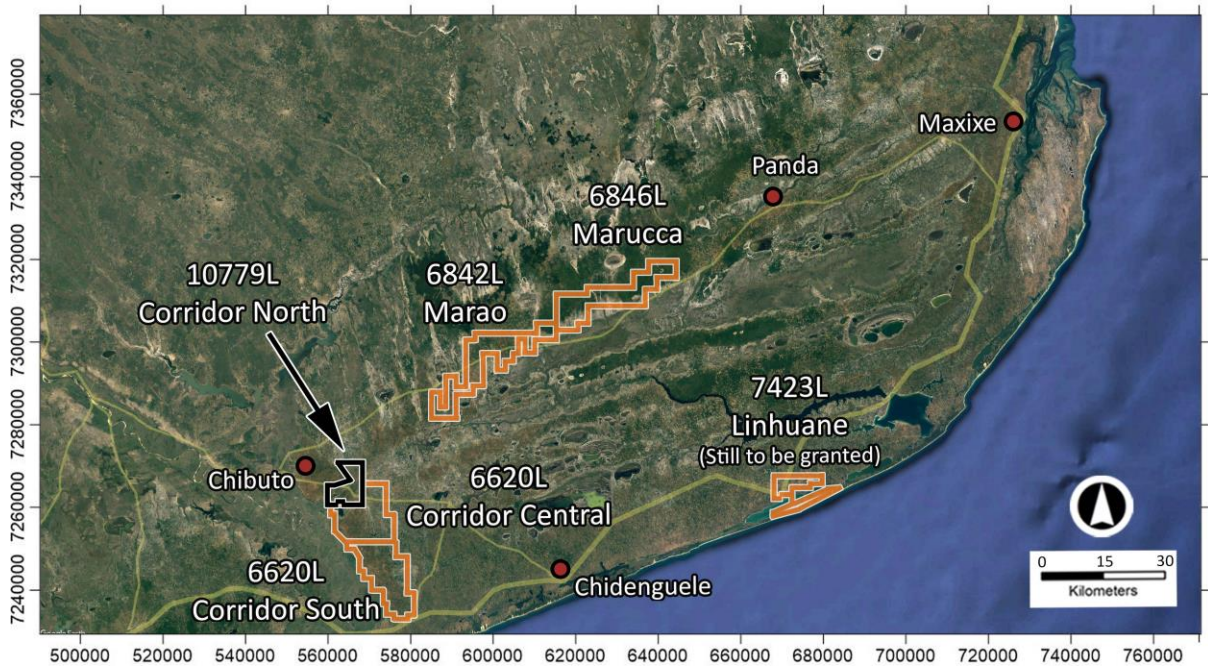 7360000
7340000
7320000
7300000
7280000
7260000
7240000
Maxixe
Panda
6846L
Marucca
10779L
Corridor North
6842L
Marao
7423L
Linhuane
(Still to be granted)
Chibuto
6620L
Corridor Central
6620L
Corridor South
Chidenguele
0 15 30
Kilometers
500000 520000 540000 560000 580000 600000 620000 640000 660000 680000 700000 720000 740000 760000